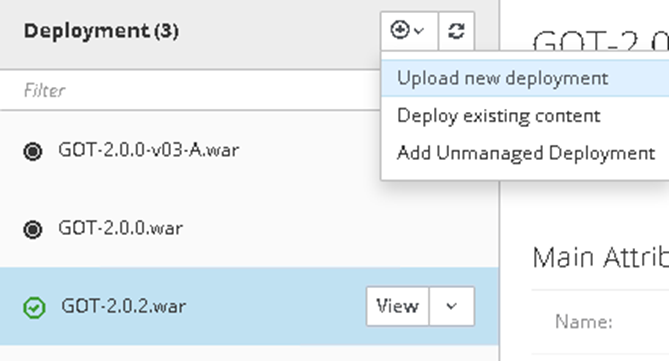 Deployment (3)
GOT-2.0
Upload new deployment
Filter
Deploy existing content
Add Unmanaged Deployment
GOT-2.0.0-v03-A.war
GOT-2.0.0.war
Main Attrib
GOT-2.0.2.war
View
Name: